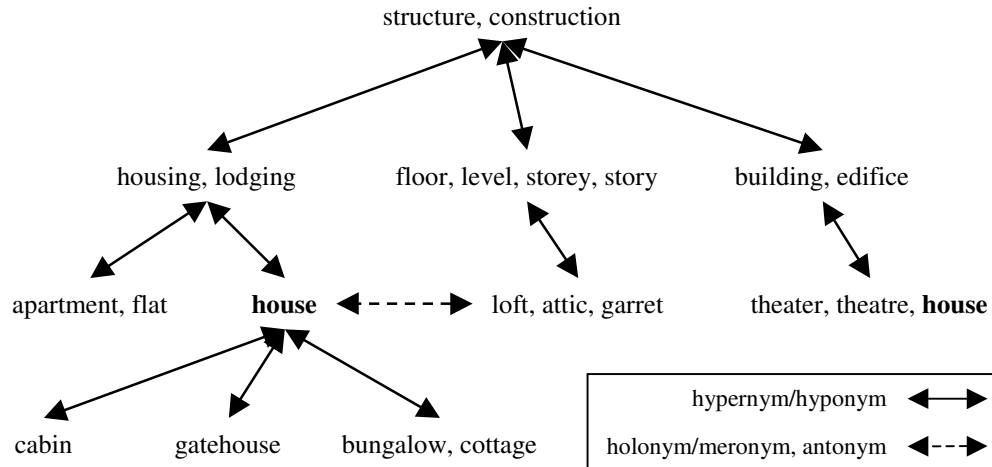 structure, construction
housing, lodging
floor, level, storey, story
building, edifice
apartment, flat
house
loft, attic, garret
theater, theatre, house
cabin
gatehouse
bungalow, cottage
hypernym/hyponym
holonym/meronym, antonym